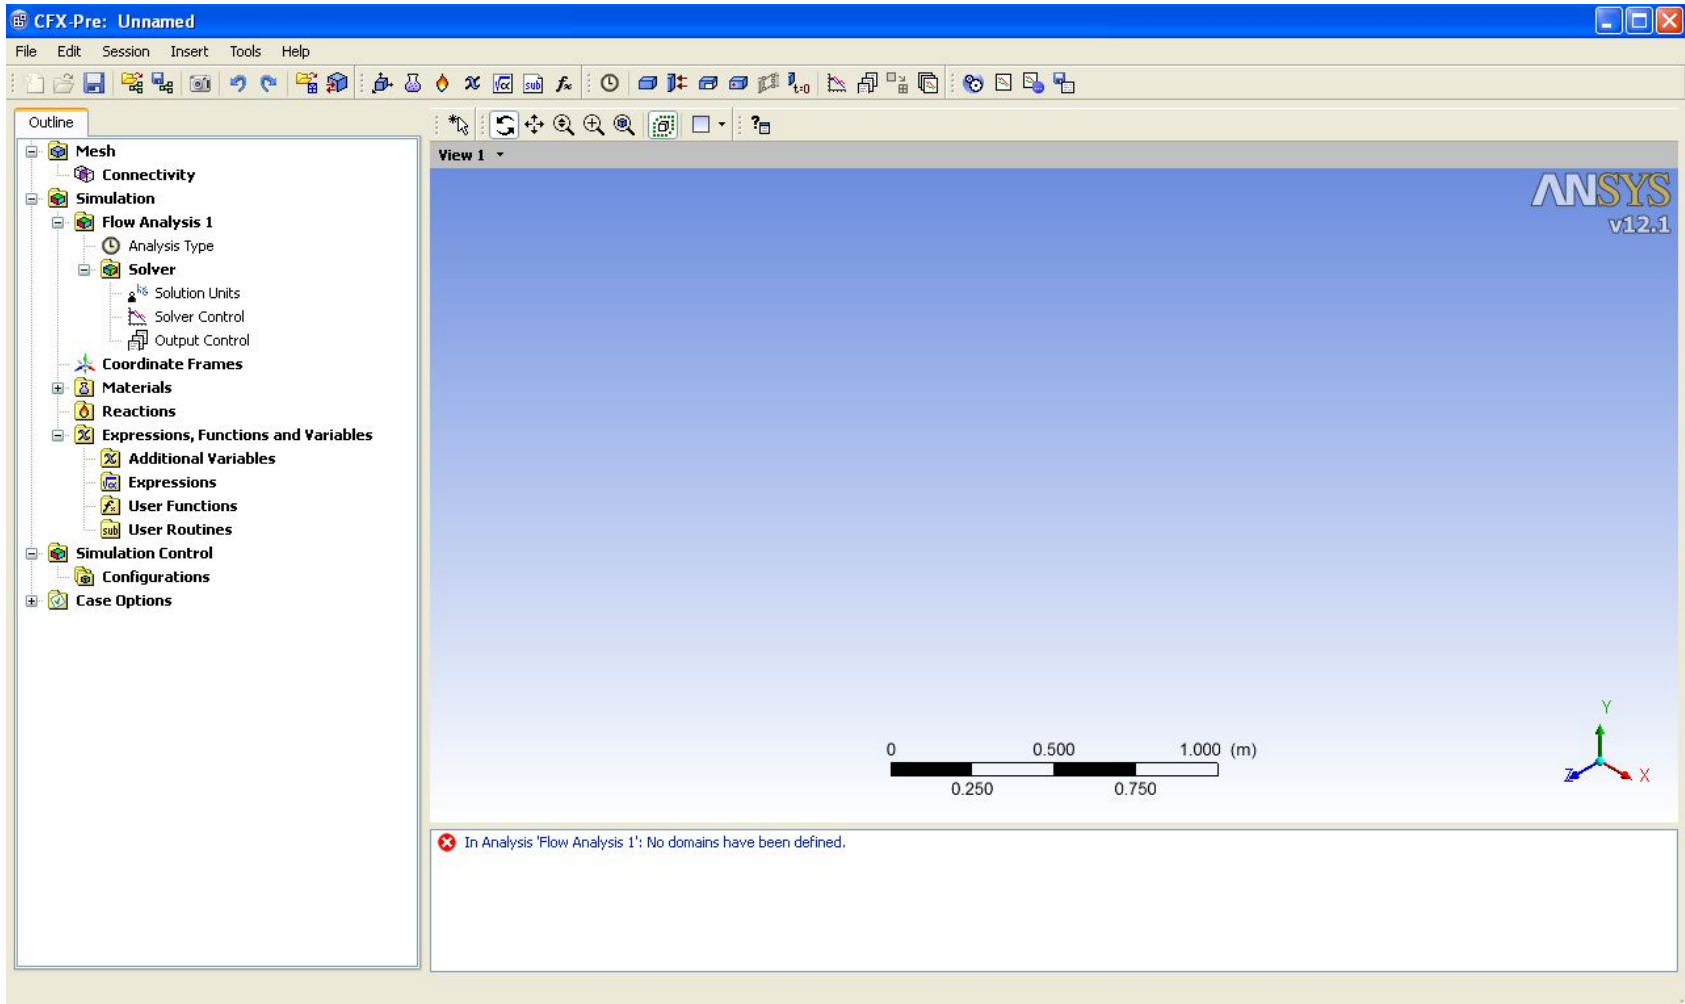 CFX-Pre: Unnamed
File Edit Session Insert Tools Help
sub t=0
Outline
View 1
Mesh
Connectivity
Simulation
Flow Analysis 1
Analysis Type
Solver
Solution Units
Solver Control
Output Control
Coordinate Frames
Materials
Reactions
Expressions, Functions and Variables
Additional Variables
Expressions
User Functions
sub User Routines
Simulation Control
Configurations
Case Options
ANSYS
v12.1
Y
Z X
0 0.500 1.000 (m)
0.250 0.750
In Analysis 'Flow Analysis 1': No domains have been defined.